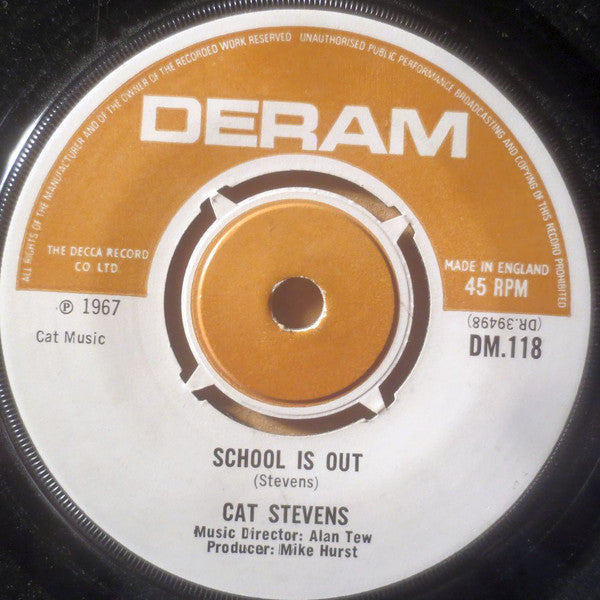 ALL RIGHTS OF THE MANUFACTURER AND OF THE OWNER OF THE RECORDED WORK RESERVED UNAUTHORISED PUBLIC PERFORMANCE BROADCASTING AND COPYING OF THIS RECORD PROHIBITED
DERAM
THE DECCA RECORD
CO LTD.
MADE IN ENGLAND
45 RPM
℗ 1967
(DR.39498)
Cat Music
DM.118
SCHOOL IS OUT
(Stevens)
CAT STEVENS
Music Director: Alan Tew
Producer: Mike Hurst